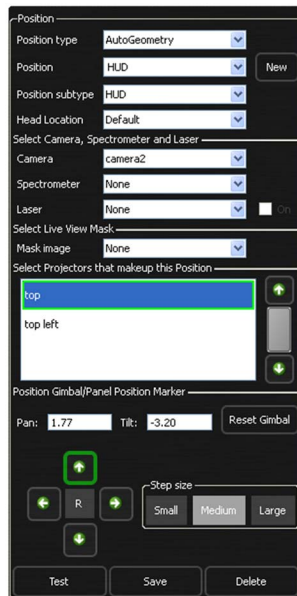 Position
Position type AutoGeometry
Position HUD New
Position subtype HUD
Head Location Default
Select Camera, Spectrometer and Laser
Camera camera2
Spectrometer None
Laser None On
Select Live View Mask
Mask image None
Select Projectors that makeup this Position
top
top left
Position Gimbal/Panel Position Marker
Pan: 1.77 Tilt: -3.20 Reset Gimbal
Step size
R Small Medium Large
Test Save Delete